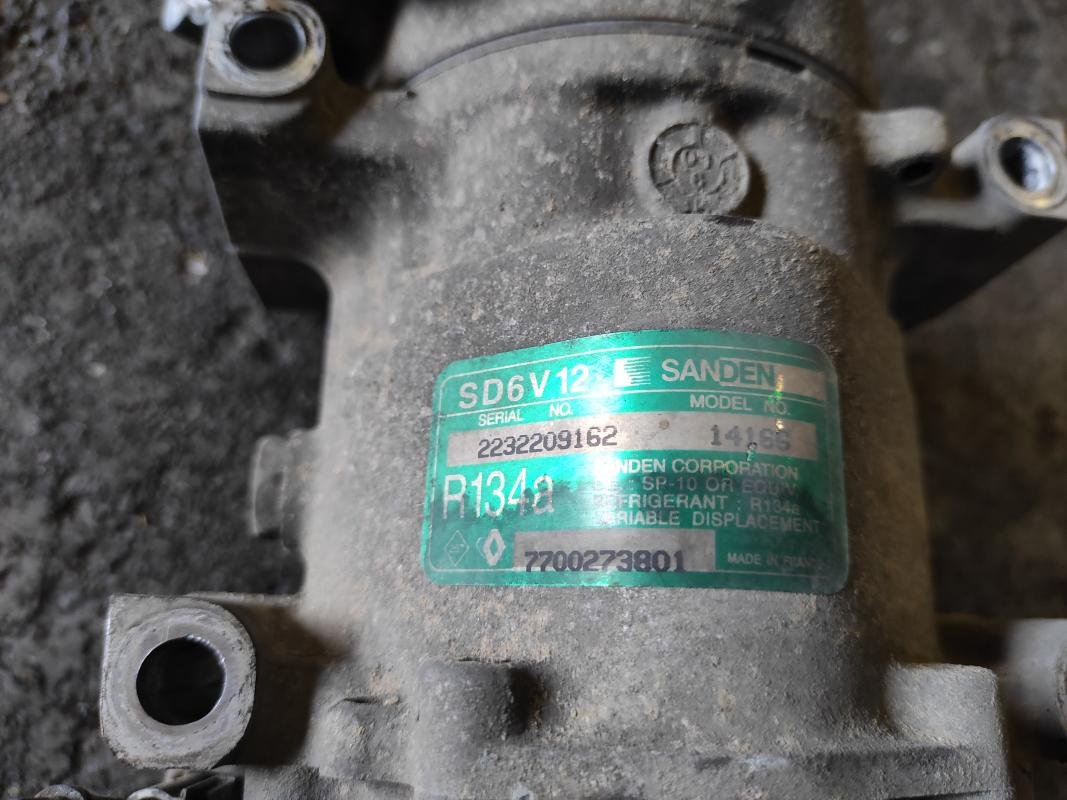 SD6V12 SANDEN
SERIAL NO. MODEL NO.
2232209162
R134a
CORPORATION
SP-10 OR EQUIV
REFRIGERANT : R134a
VARIABLE DISPLACEMENT
7700273801
MADE IN FRANCE